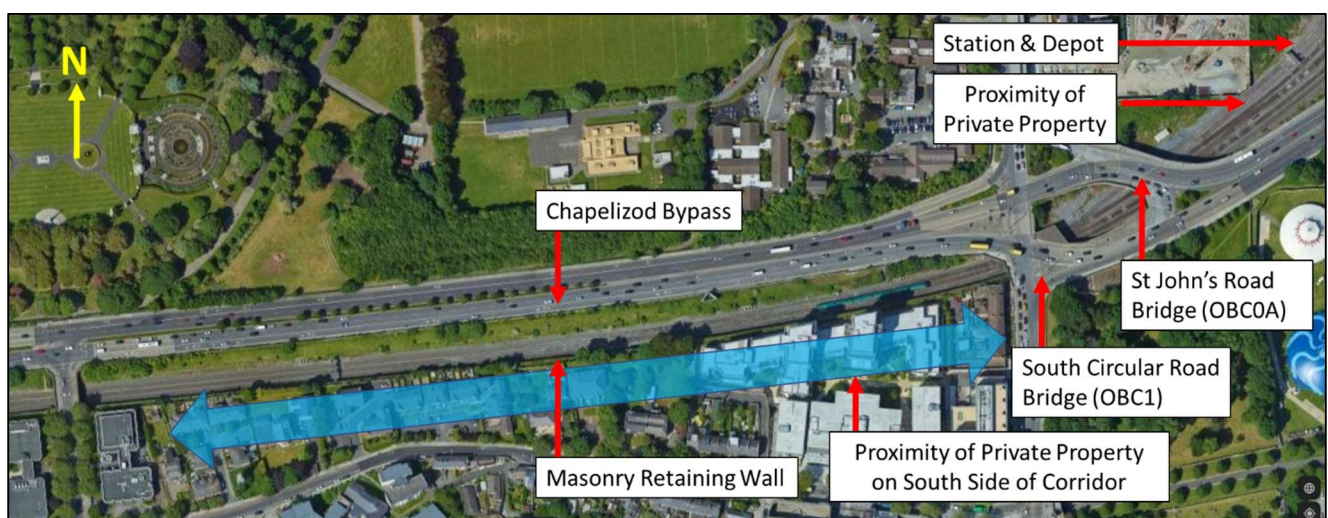 N
Station & Depot
Proximity of
Private Property
Chapelizod Bypass
St John's Road
Bridge (OBC0A)
South Circular Road
Bridge (OBC1)
Masonry Retaining Wall
Proximity of Private Property
on South Side of Corridor